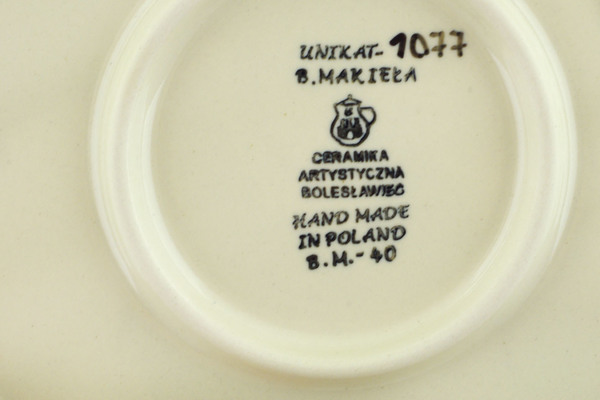 UNIKAT- 1077
B. MAKIEŁA
CERAMIKA
ARTYSTYCZNA
BOLESŁAWIEC
HAND MADE
IN POLAND
B.M.- 40